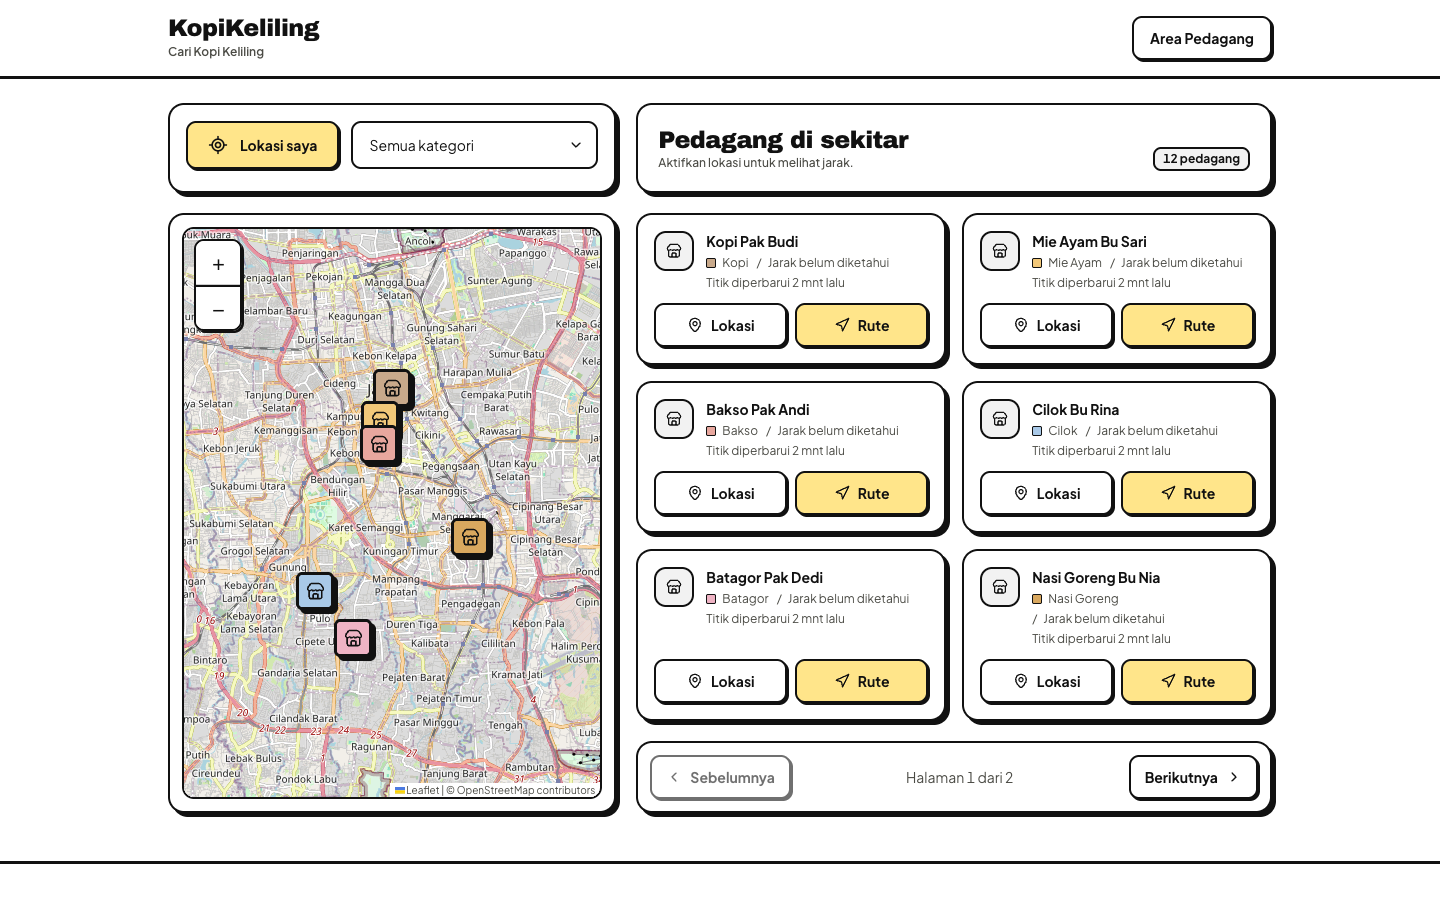 KopiKeliling
Cari Kopi Keliling
Area Pedagang
Lokasi saya
Semua kategori
Pedagang di sekitar
Aktifkan lokasi untuk melihat jarak.
12 pedagang
+
−
Ancol
Warakas
15
Papanggo
Penjagalan
Pekojan
Mangga Dua
Selatan
Sunter Agung
Jelambar Baru
Keagungan
Duri Selatan
Gunung Sahari
Selatan
Kebon Kelapa
Sumur Batu
Cideng
Harapan Mulia
Tanjung Duren
Selatan
Cempaka Putih
Barat
Kwitang
Kemanggisan
Cikini
Rawasari
Kebon Jeruk
Pegangsaan
Utan Kayu
Selatan
Sukabumi Utara
Bendungan
Hilir
Pasar Manggis
Sukabumi Selatan
Karet Semanggi
Cipinang Besar
Utara
Grogol Selatan
Kuningan Timur
Cipinang Besar
Selatan
Gunung
Kebayoran
Lama Utara
Mampang
Prapatan
Pengadegan
Kebayoran
Lama Selatan
Pulo
Duren Tiga
Kebon Pala
Cipete U
Kalibata
Cililitan
Bintaro
Gandaria Selatan
Pejaten Barat
Kramat Jati
Pejaten Timur
Cilandak Barat
Pasar Minggu
Tengah
Lebak Bulus
Ragunan
Cireundeu
Pondok Labu
Tanjung Barat
Rambutan
Leaflet | © OpenStreetMap contributors
Kopi Pak Budi
Kopi / Jarak belum diketahui
Titik diperbarui 2 mnt lalu
Lokasi
Rute
Mie Ayam Bu Sari
Mie Ayam / Jarak belum diketahui
Titik diperbarui 2 mnt lalu
Lokasi
Rute
Bakso Pak Andi
Bakso / Jarak belum diketahui
Titik diperbarui 2 mnt lalu
Lokasi
Rute
Cilok Bu Rina
Cilok / Jarak belum diketahui
Titik diperbarui 2 mnt lalu
Lokasi
Rute
Batagor Pak Dedi
Batagor / Jarak belum diketahui
Titik diperbarui 2 mnt lalu
Lokasi
Rute
Nasi Goreng Bu Nia
Nasi Goreng
/ Jarak belum diketahui
Titik diperbarui 2 mnt lalu
Lokasi
Rute
Sebelumnya
Halaman 1 dari 2
Berikutnya